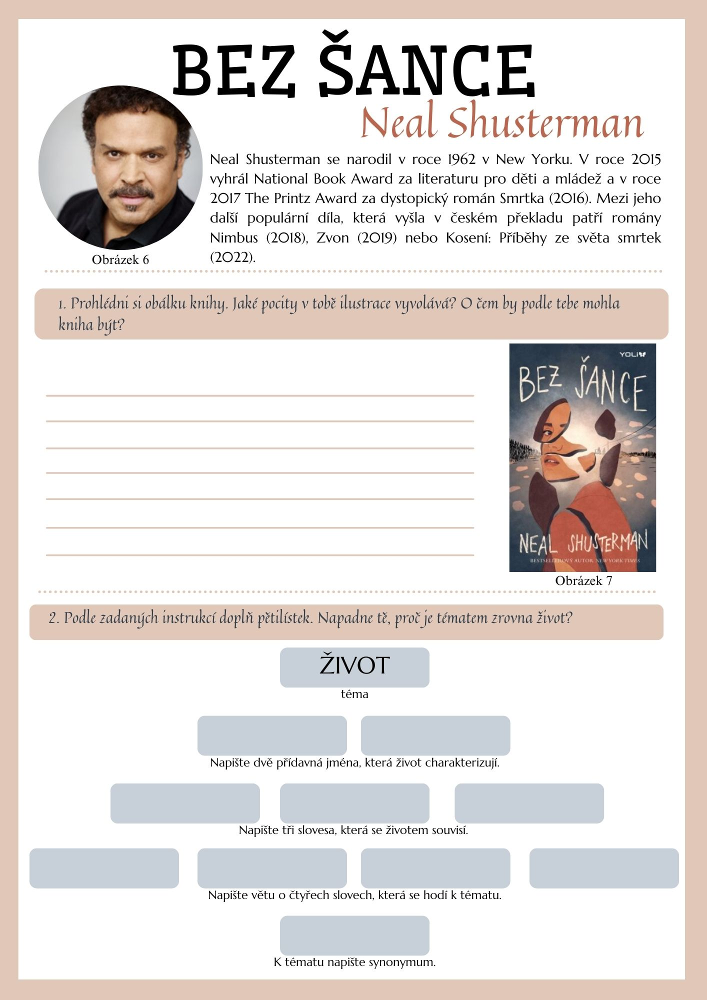 BEZ ŠANCE
Neal Shusterman
Neal Shusterman se narodil v roce 1962 v New Yorku. V roce 2015
vyhrál National Book Award za literaturu pro děti a mládež a v roce
2017 The Printz Award za dystopický román Smrtka (2016). Mezi jeho
další populární díla, která vyšla v českém překladu patří romány
Nimbus (2018), Zvon (2019) nebo Kosení: Příběhy ze světa smrtek
(2022).
Obrázek 6
1. Prohlédni si obálku knihy. Jaké pocity v tobě ilustrace vyvolává? O čem by podle tebe mohla
kniha být?
YOLi
BEZ ŠANCE
NEAL SHUSTERMAN
BESTSELLEROVÝ AUTOR NEW YORK TIMES
Obrázek 7
2. Podle zadaných instrukcí doplň pětilístek. Napadne tě, proč je tématem zrovna život?
ŽIVOT
téma
Napište dvě přídavná jména, která život charakterizují.
Napište tři slovesa, která se životem souvisí.
Napište větu o čtyřech slovech, která se hodí k tématu.
K tématu napište synonymum.